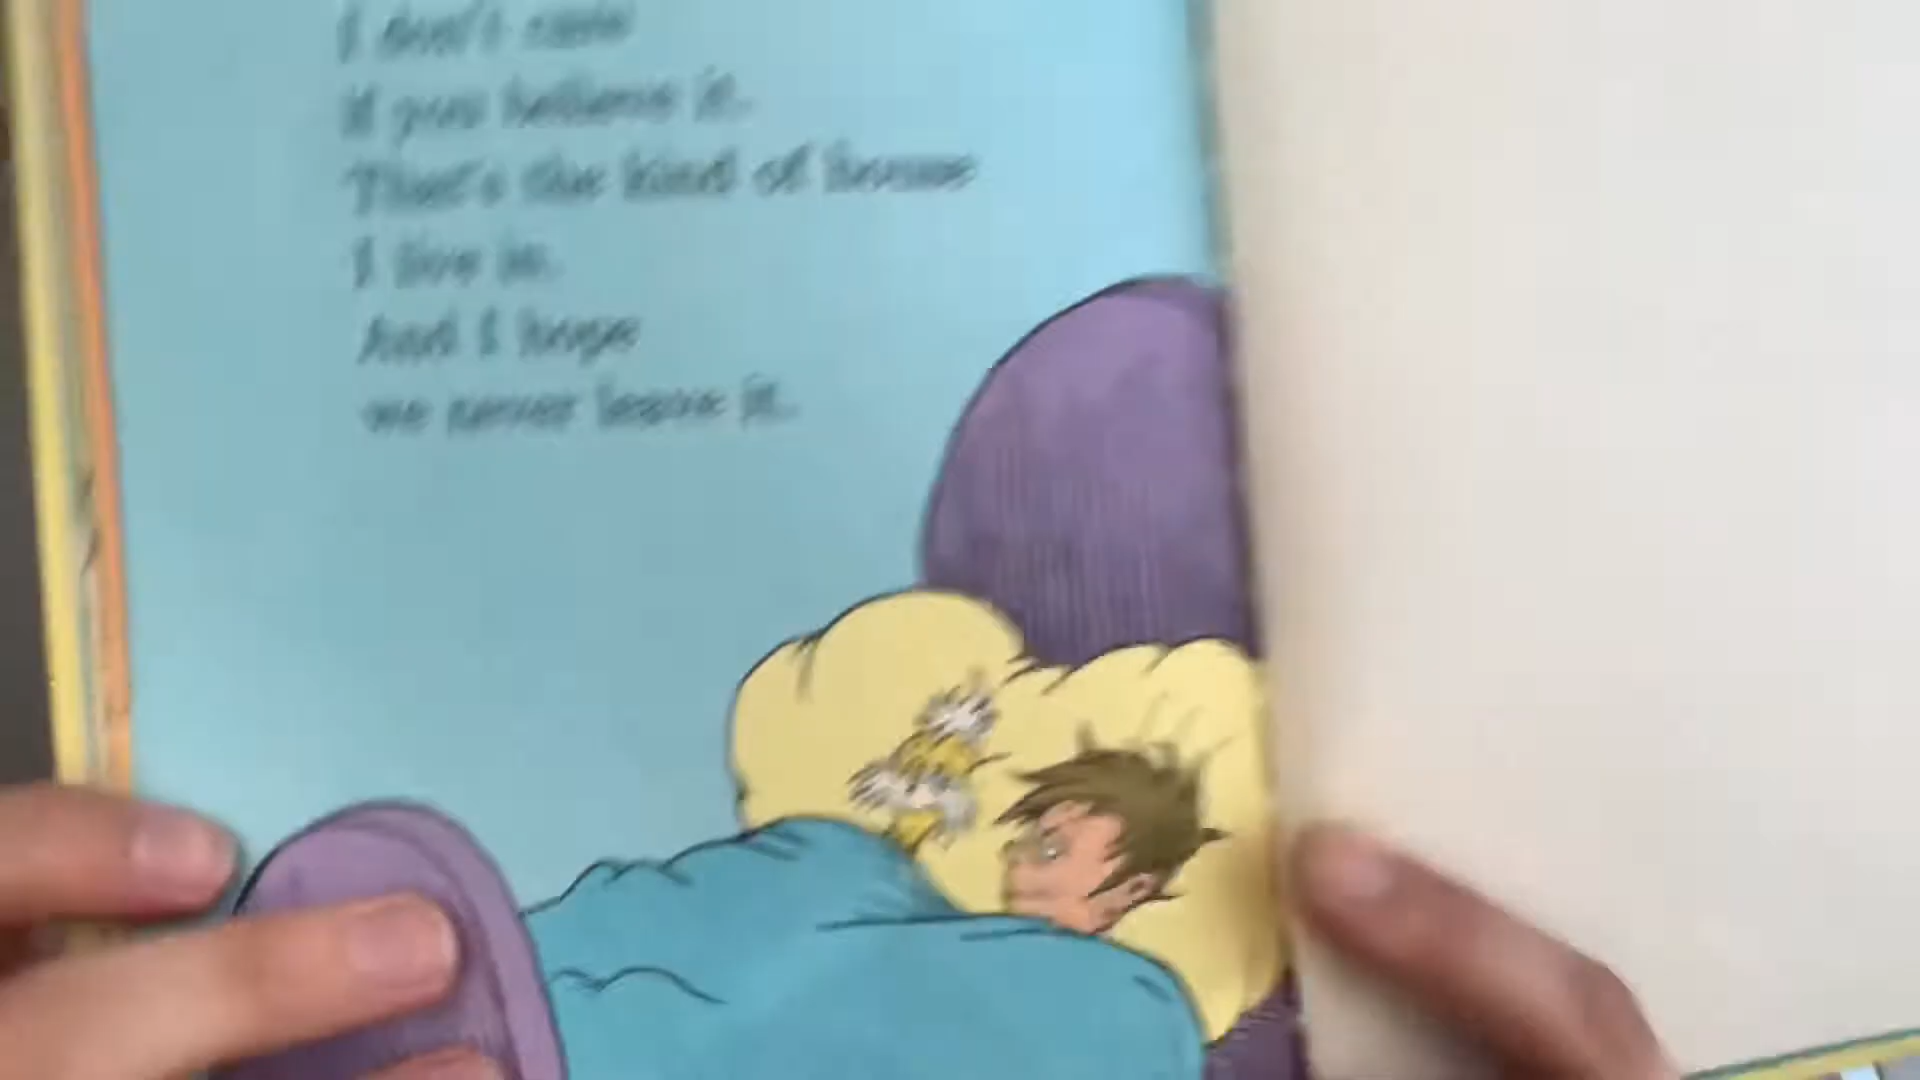 I don't care
If you believe it.
That's the kind of house
I live in.
And I hope
we never leave it.